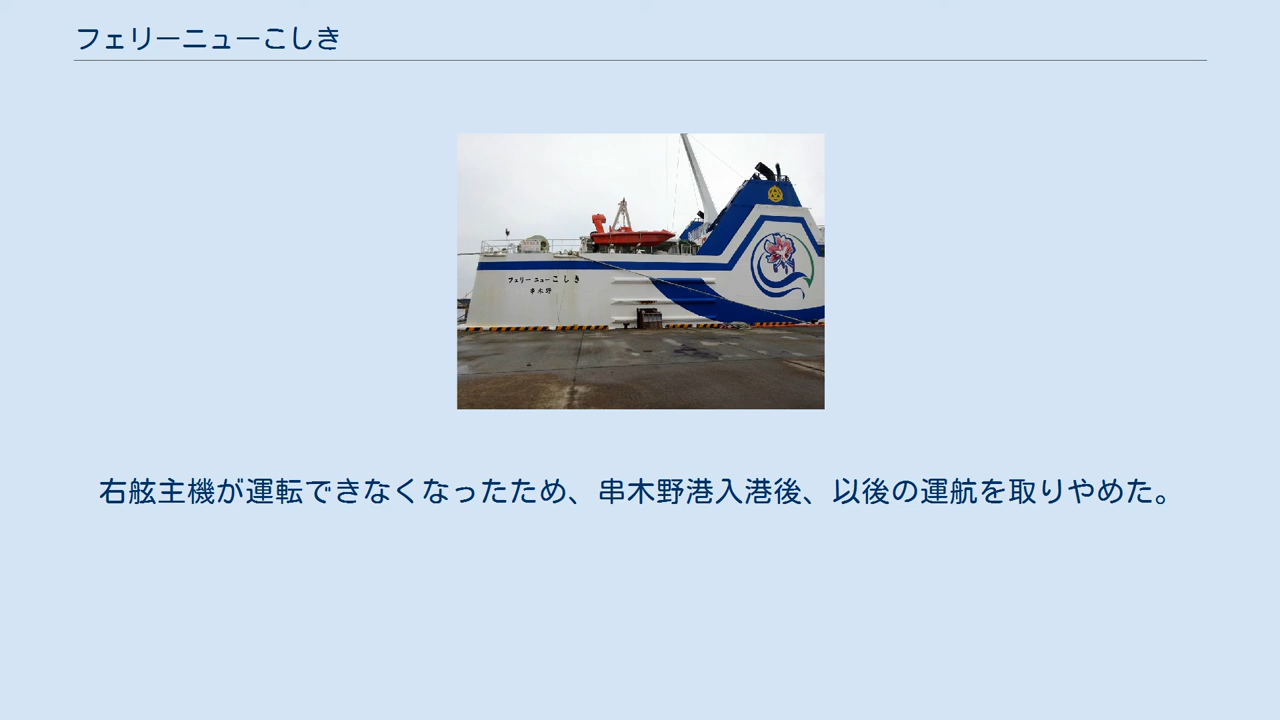 フェリーニューこしき
フェリーニューこしき
串木野
右舷主機が運転できなくなったため、串木野港入港後、以後の運航を取りやめた。